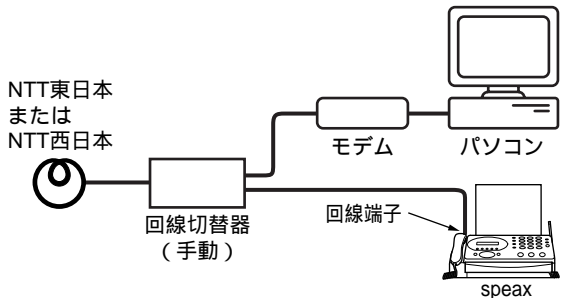 NTT東日本
または
NTT西日本
モデム
パソコン
回線切替器
(手動)
回線端子
speax